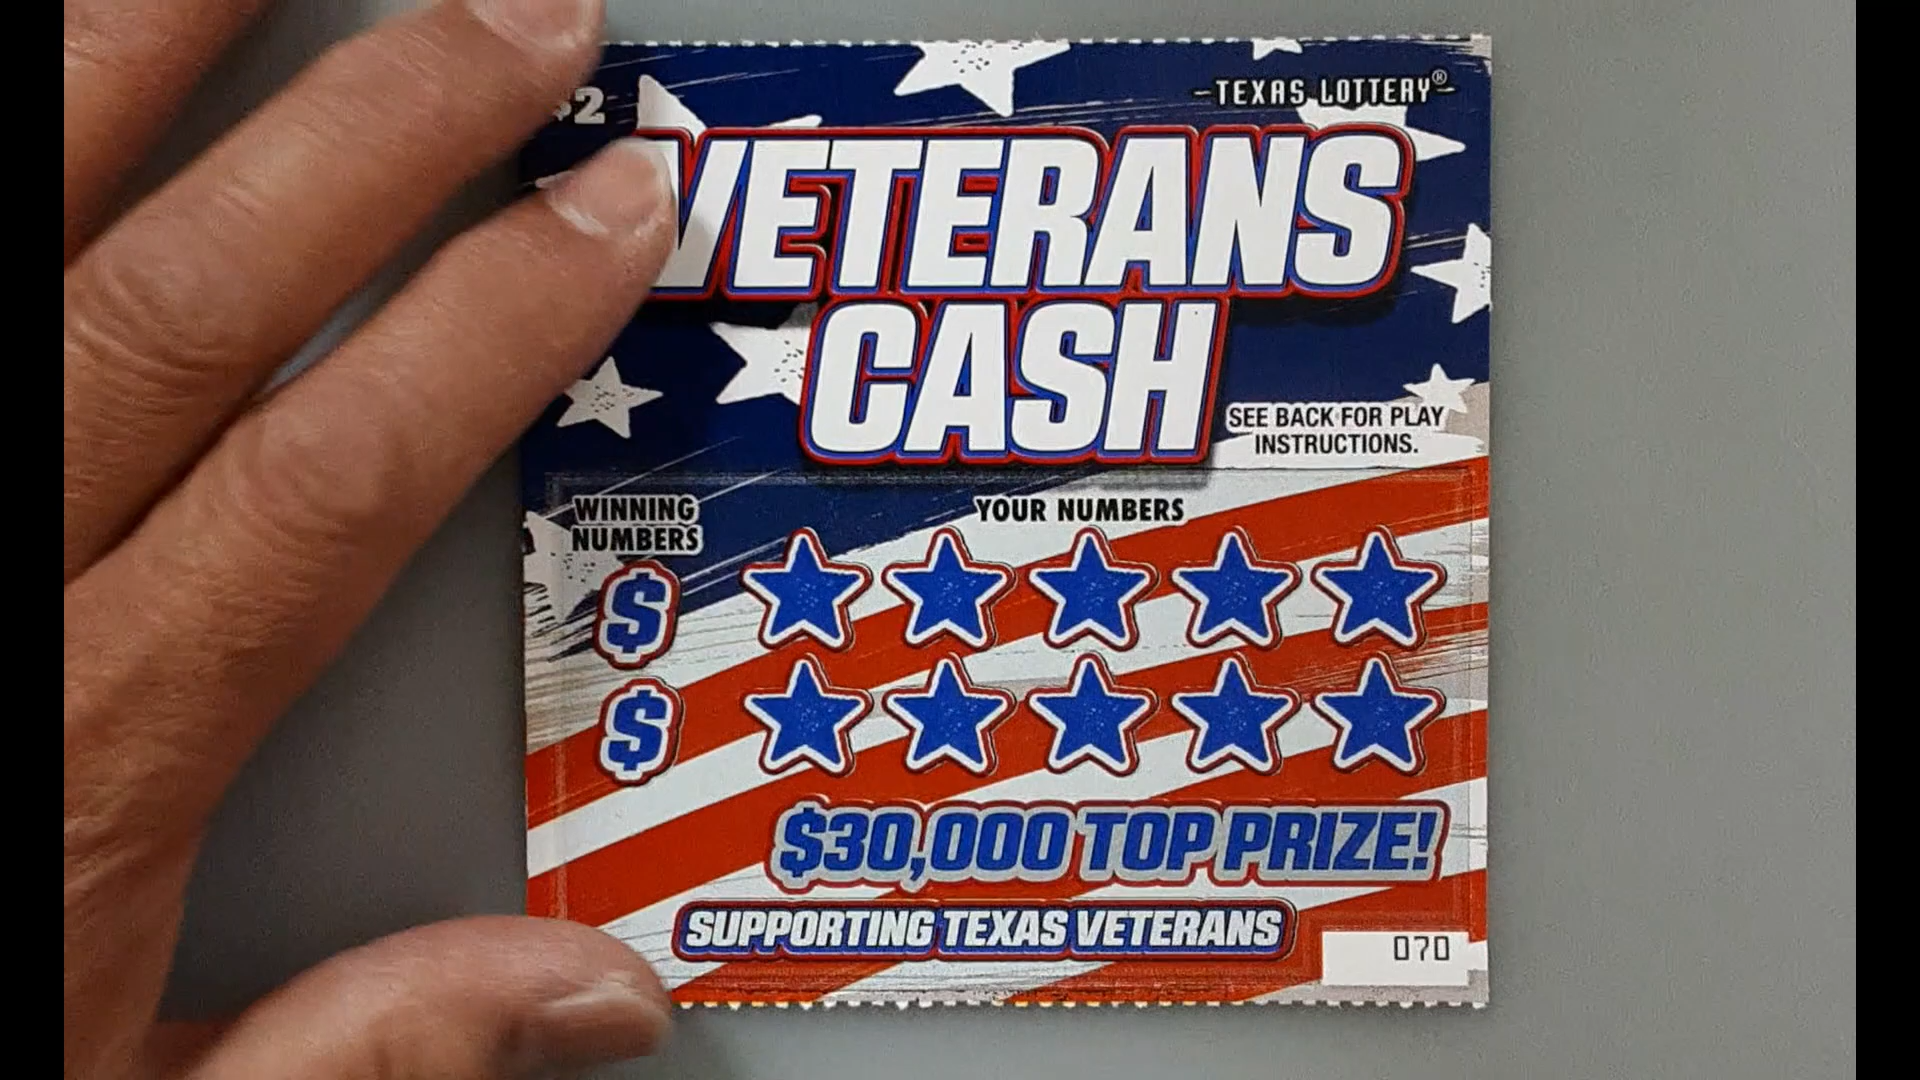 $2
TEXAS LOTTERY®
VETERANS
CASH
SEE BACK FOR PLAY
INSTRUCTIONS.
WINNING
NUMBERS
YOUR NUMBERS
$
$
$30,000 TOP PRIZE!
SUPPORTING TEXAS VETERANS
070